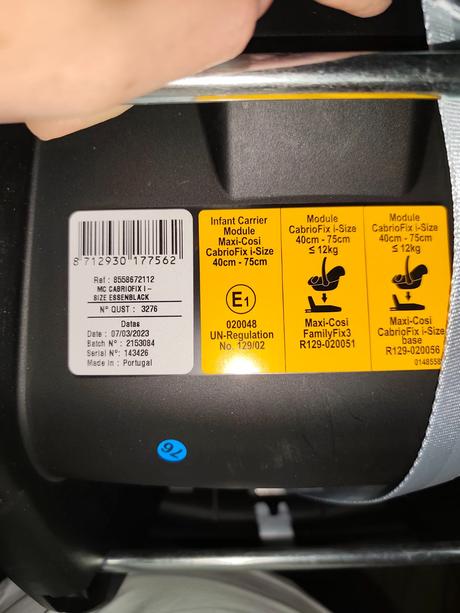 8 712930 177562
Ref : 8558672112
MC CABRIOFIX I-
SIZE ESSENBLACK
N° QUST : 3276
Datas
Date : 07/03/2023
Batch N° : 2153084
Serial N°: 143426
Made in : Portugal
Infant Carrier
Module
Maxi-Cosi
CabrioFix i-Size
40cm - 75cm
E1
020048
UN-Regulation
No. 129/02
Module
CabrioFix i-Size
40cm - 75cm
≤ 12kg
Maxi-Cosi
FamilyFix3
R129-020051
Module
CabrioFix i-Size
40cm - 75cm
≤ 12kg
Maxi-Cosi
CabrioFix i-Size
base
R129-020056
0148558
76